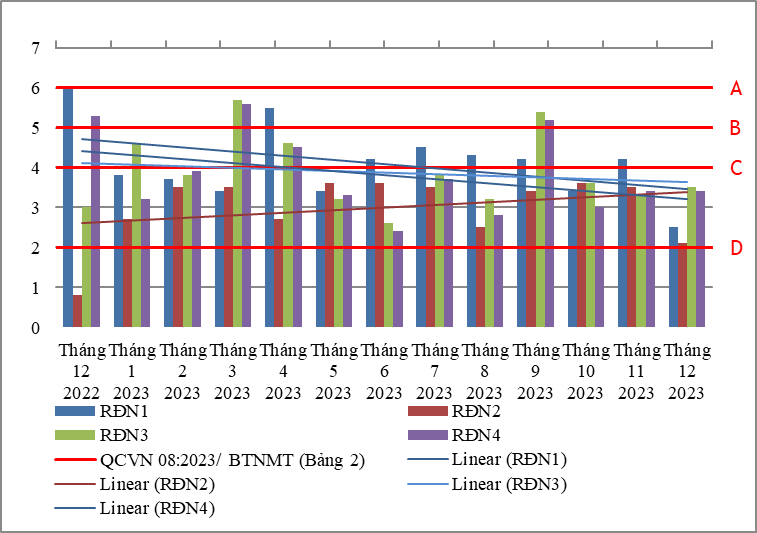 7
6
5
4
3
2
1
0
A
B
C
D
Tháng 12 2022
Tháng 1 2023
Tháng 2 2023
Tháng 3 2023
Tháng 4 2023
Tháng 5 2023
Tháng 6 2023
Tháng 7 2023
Tháng 8 2023
Tháng 9 2023
Tháng 10 2023
Tháng 11 2023
Tháng 12 2023
RĐN1
RĐN2
RĐN3
RĐN4
QCVN 08:2023/ BTNMT (Bảng 2)
Linear (RĐN1)
Linear (RĐN2)
Linear (RĐN3)
Linear (RĐN4)